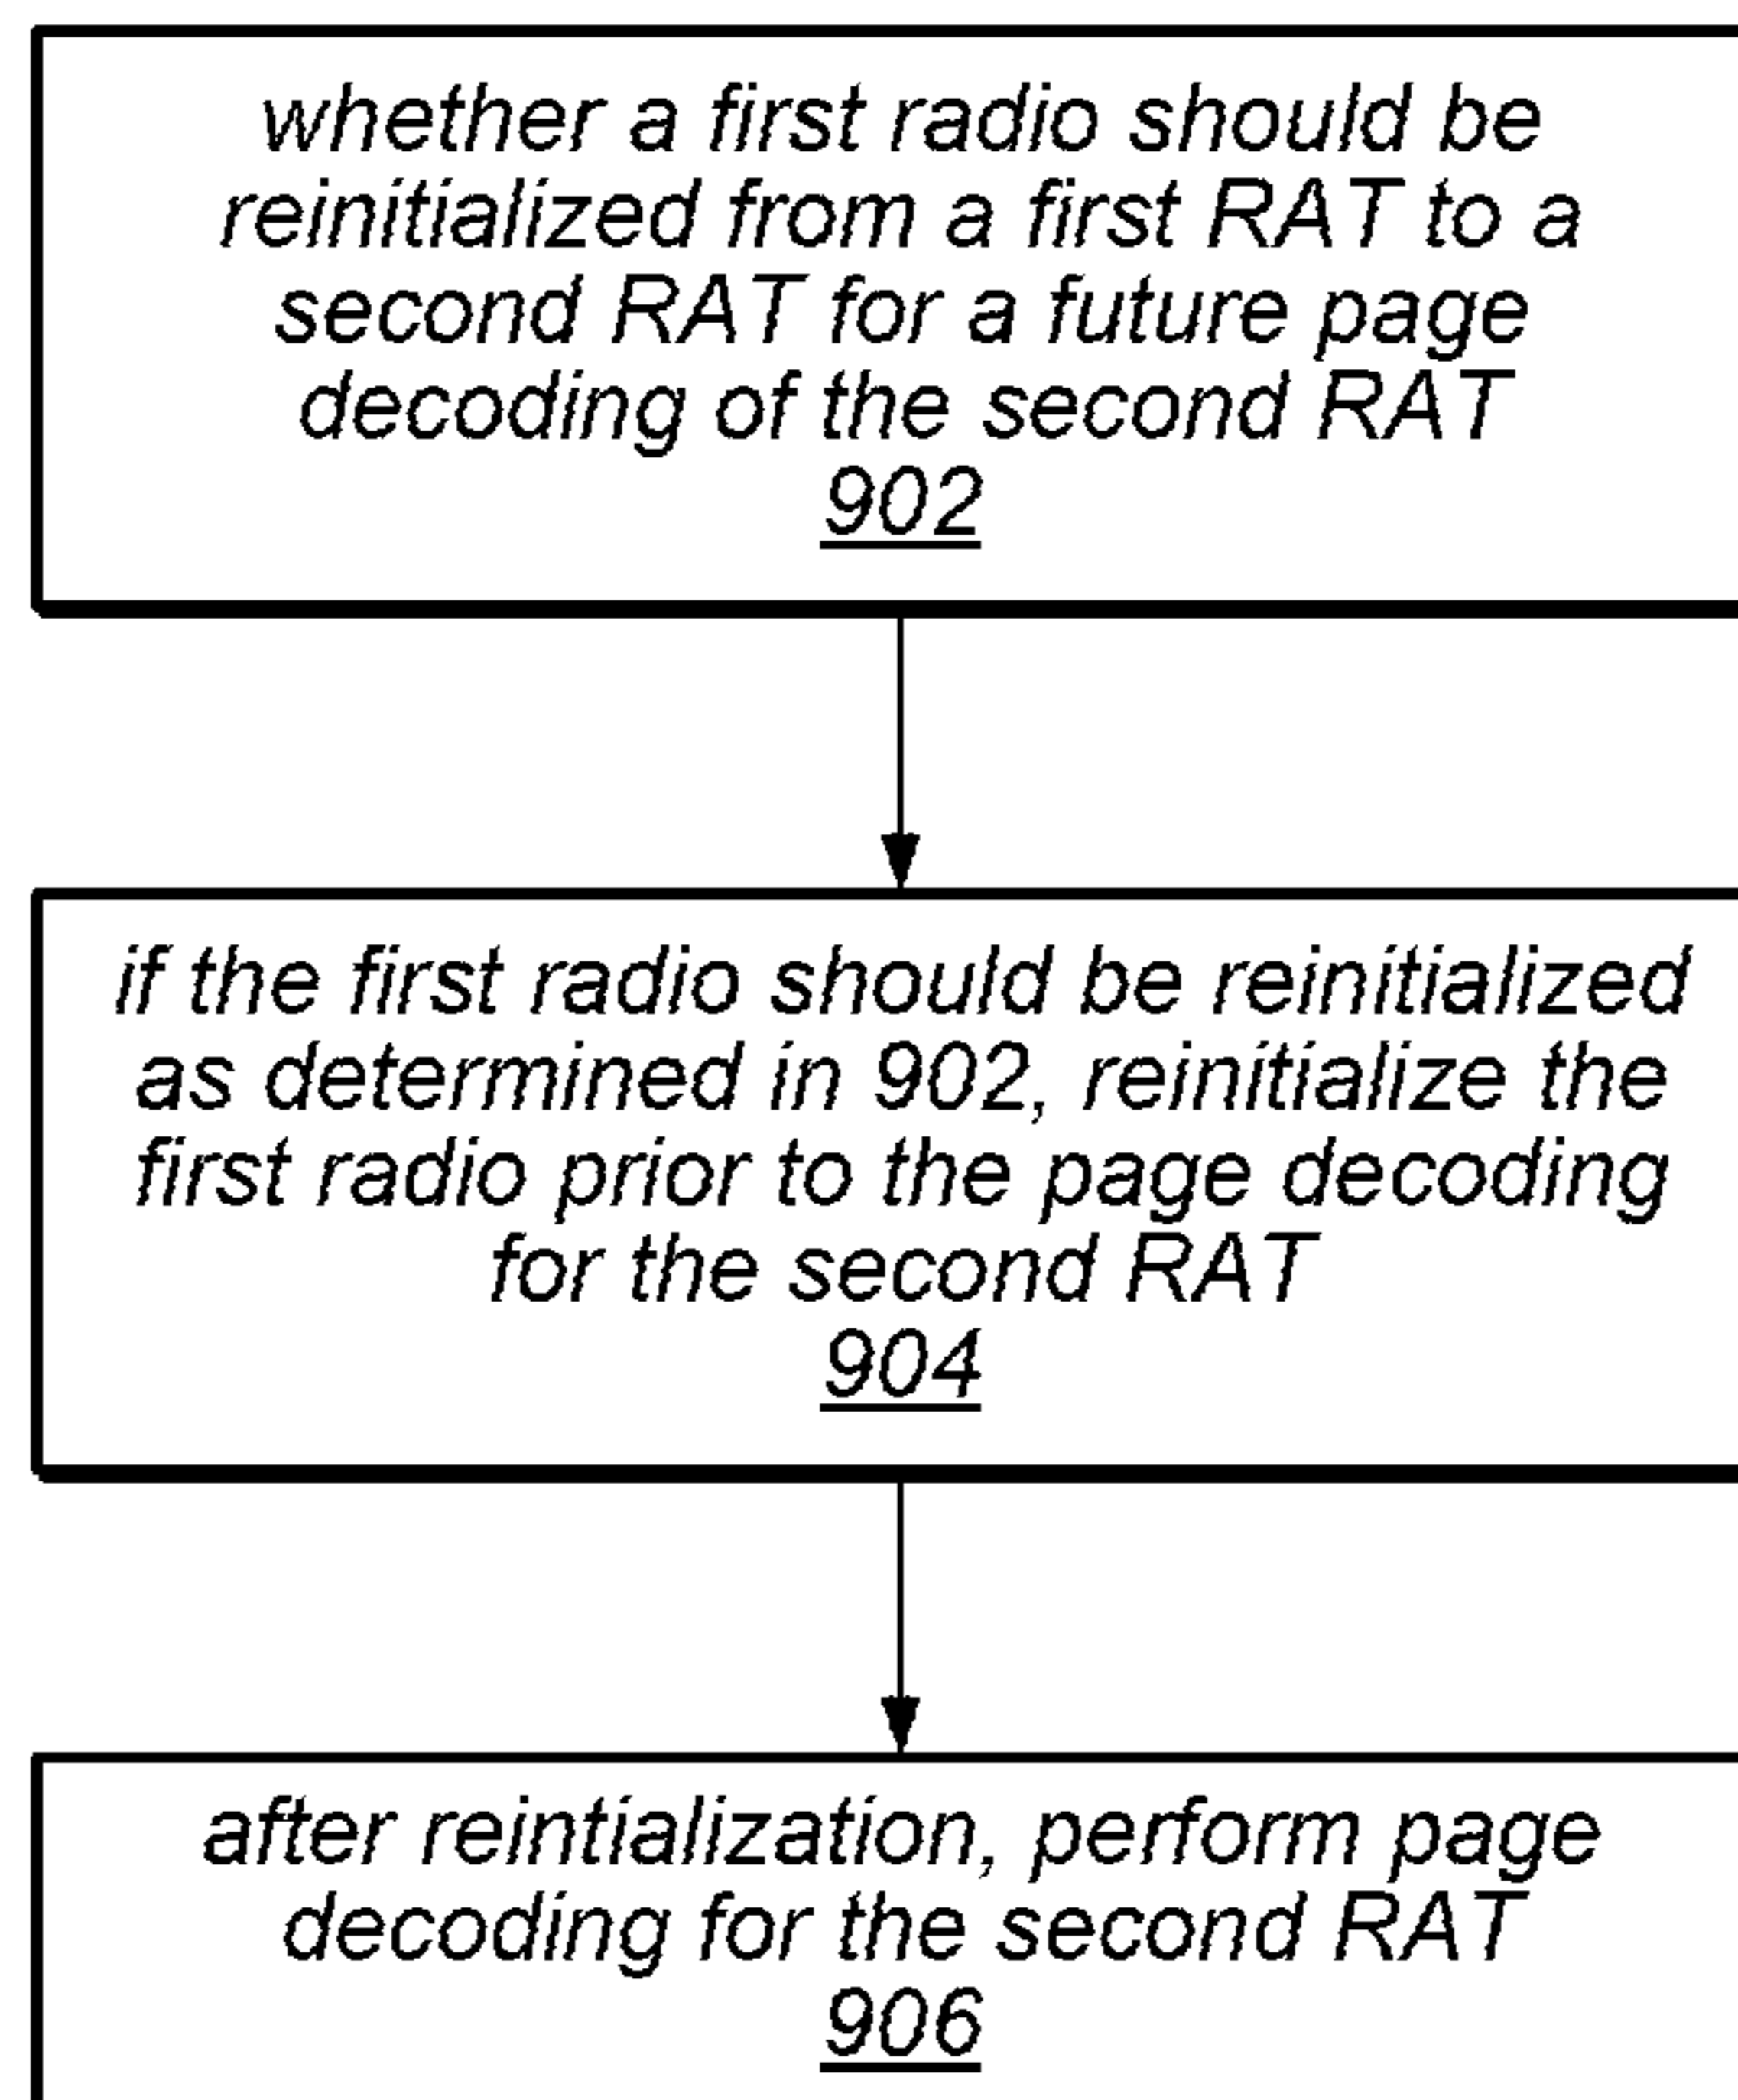 whether a first radio should be
reinitialized from a first RAT to a
second RAT for a future page
decoding of the second RAT
902
if the first radio should be reinitialized
as determined in 902, reinitialize the
first radio prior to the page decoding
for the second RAT
904
after reintialization, perform page
decoding for the second RAT
906